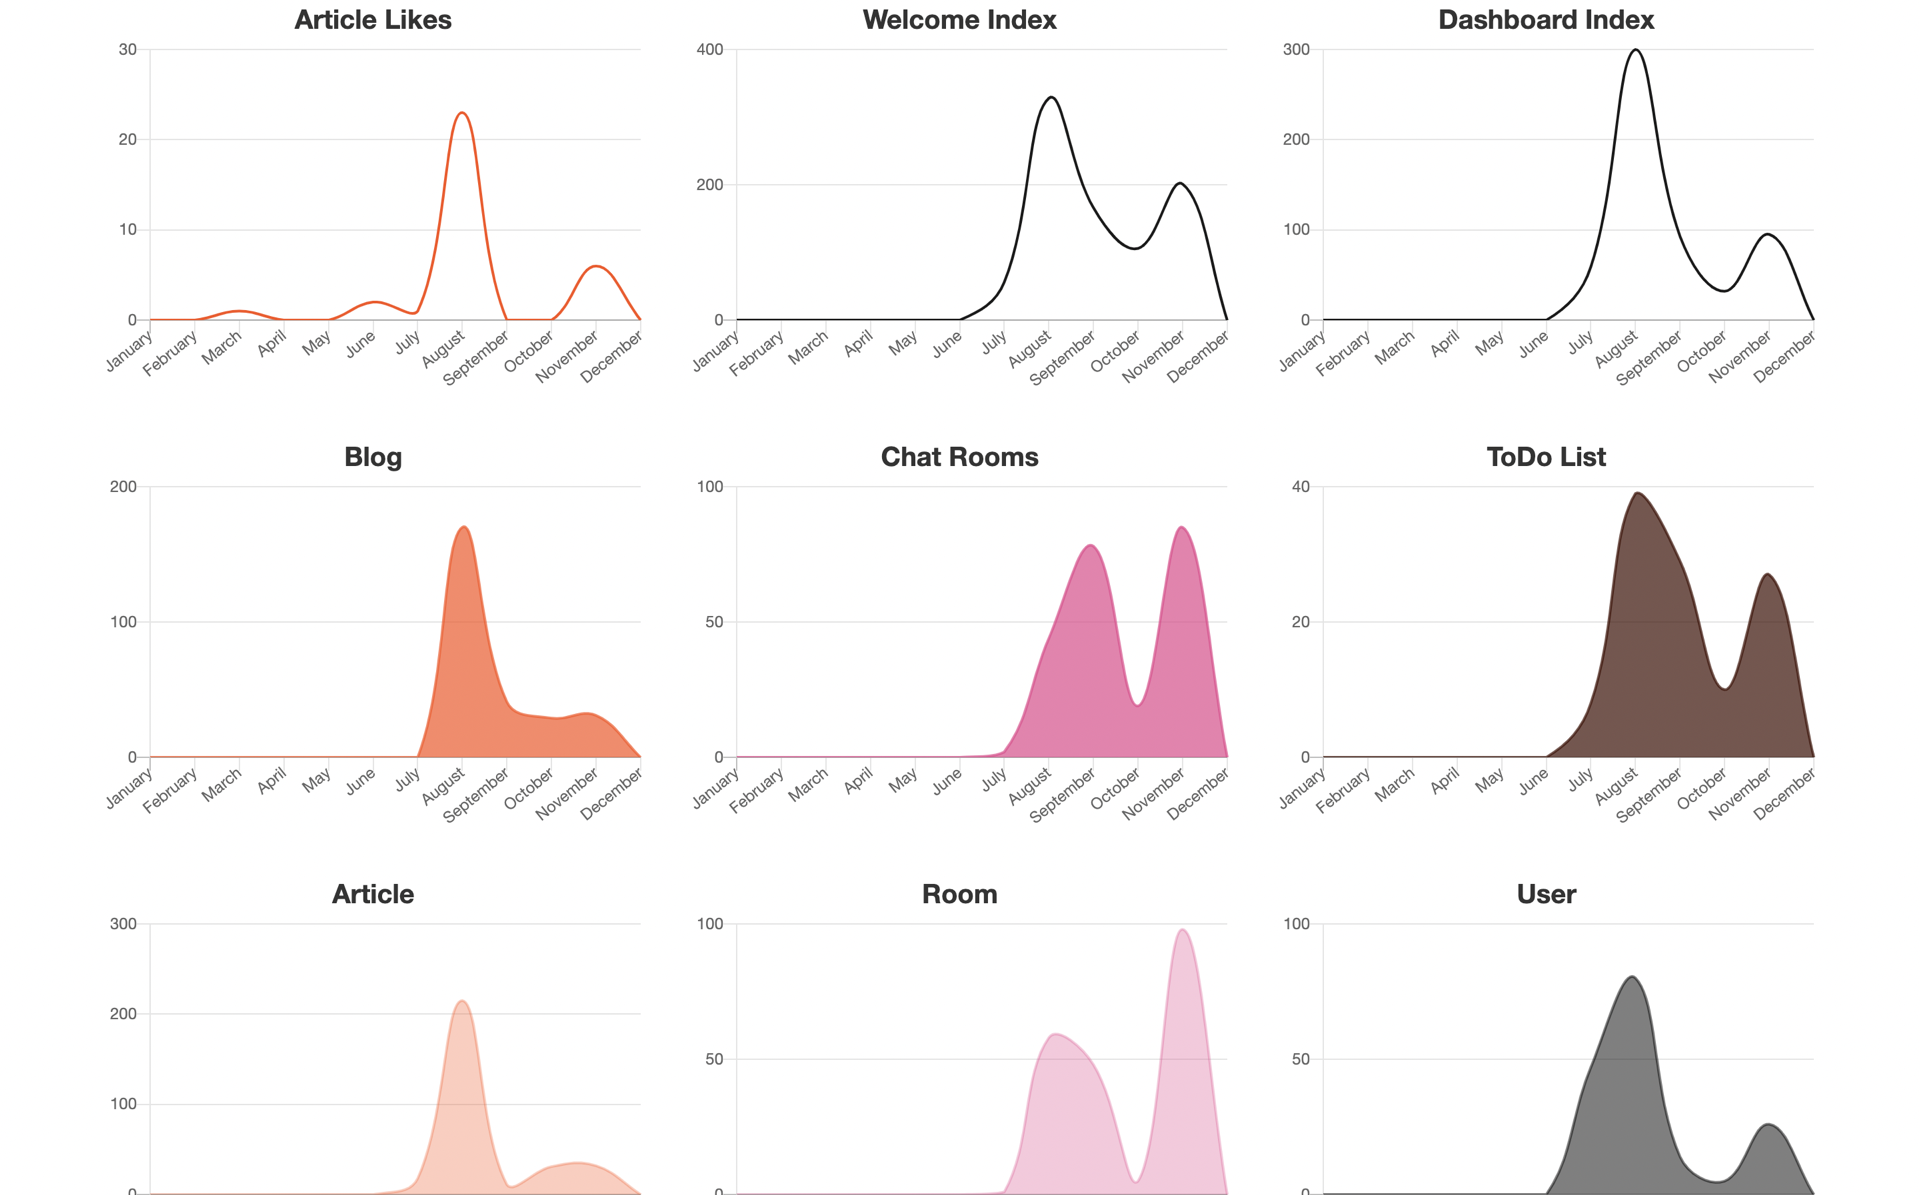 Article Likes
30
20
10
0
January February March April May June July August September October November December
Welcome Index
400
200
0
January February March April May June July August September October November December
Dashboard Index
300
200
100
0
January February March April May June July August September October November December
Blog
200
100
0
January February March April May June July August September October November December
Chat Rooms
100
50
0
January February March April May June July August September October November December
ToDo List
40
20
0
January February March April May June July August September October November December
Article
300
200
100
0
Room
100
50
0
User
100
50
0